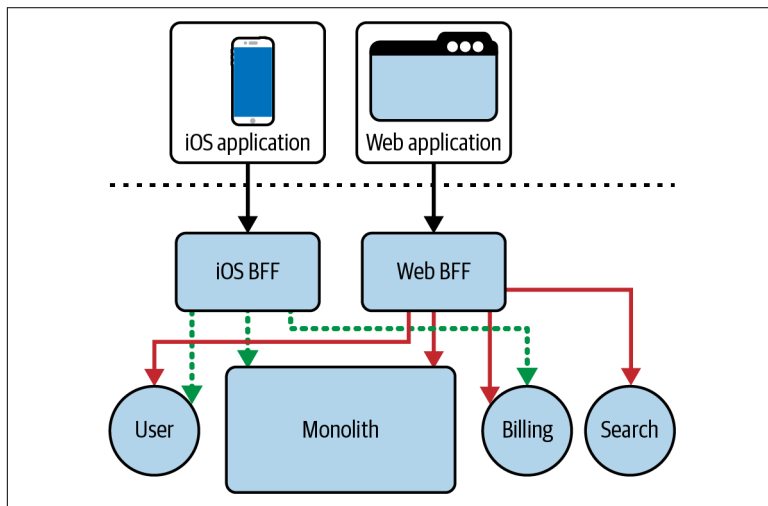 iOS application
Web application
iOS BFF
Web BFF
User
Monolith
Billing
Search